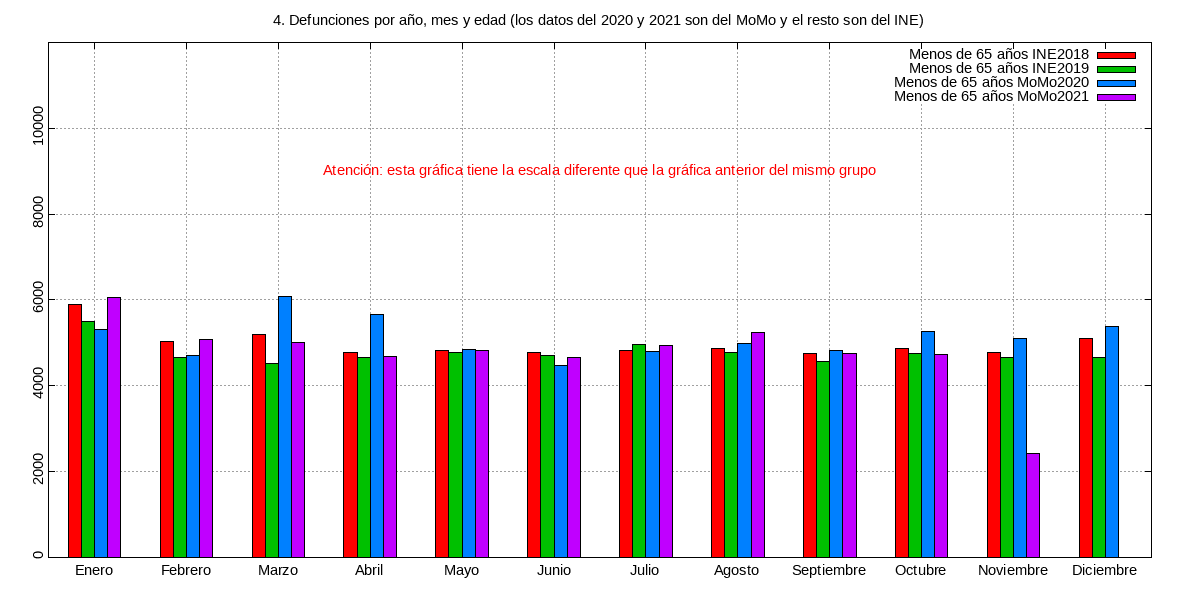 4. Defunciones por año, mes y edad (los datos del 2020 y 2021 son del MoMo y el resto son del INE)
Menos de 65 años INE2018
Menos de 65 años INE2019
Menos de 65 años MoMo2020
Menos de 65 años MoMo2021
10000
Atención: esta gráfica tiene la escala diferente que la gráfica anterior del mismo grupo
8000
6000
4000
2000
0
Enero Febrero Marzo Abril Mayo Junio Julio Agosto Septiembre Octubre Noviembre Diciembre